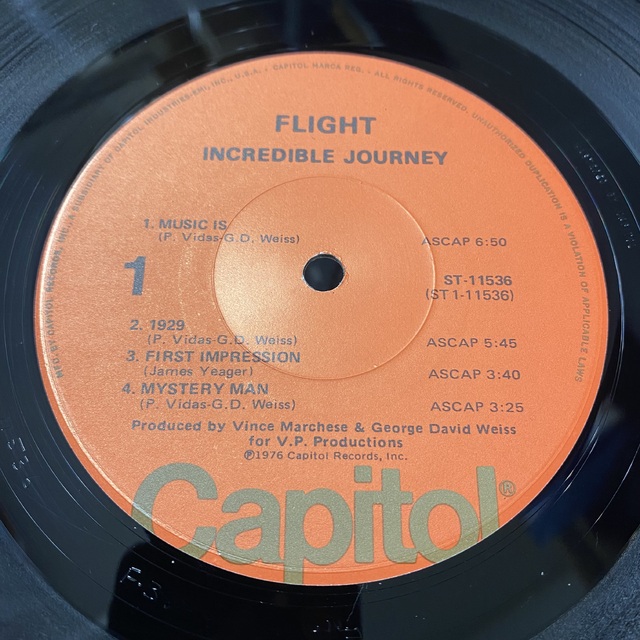 MFG. BY CAPITOL RECORDS, INC., A SUBSIDIARY OF CAPITOL INDUSTRIES-EMI, INC., U.S.A. / CAPITOL MARCA REG. • ALL RIGHTS RESERVED. UNAUTHORIZED DUPLICATION IS A VIOLATION OF APPLICABLE LAWS
FLIGHT
INCREDIBLE JOURNEY
1. MUSIC IS
(P. Vidas-G.D. Weiss) ASCAP 6:50
1
ST-11536
(ST 1-11536)
2. 1929
(P. Vidas-G.D. Weiss) ASCAP 5:45
3. FIRST IMPRESSION
(James Yeager) ASCAP 3:40
4. MYSTERY MAN
(P. Vidas-G.D. Weiss) ASCAP 3:25
Produced by Vince Marchese & George David Weiss
for V.P. Productions
℗1976 Capitol Records, Inc.
Capitol®